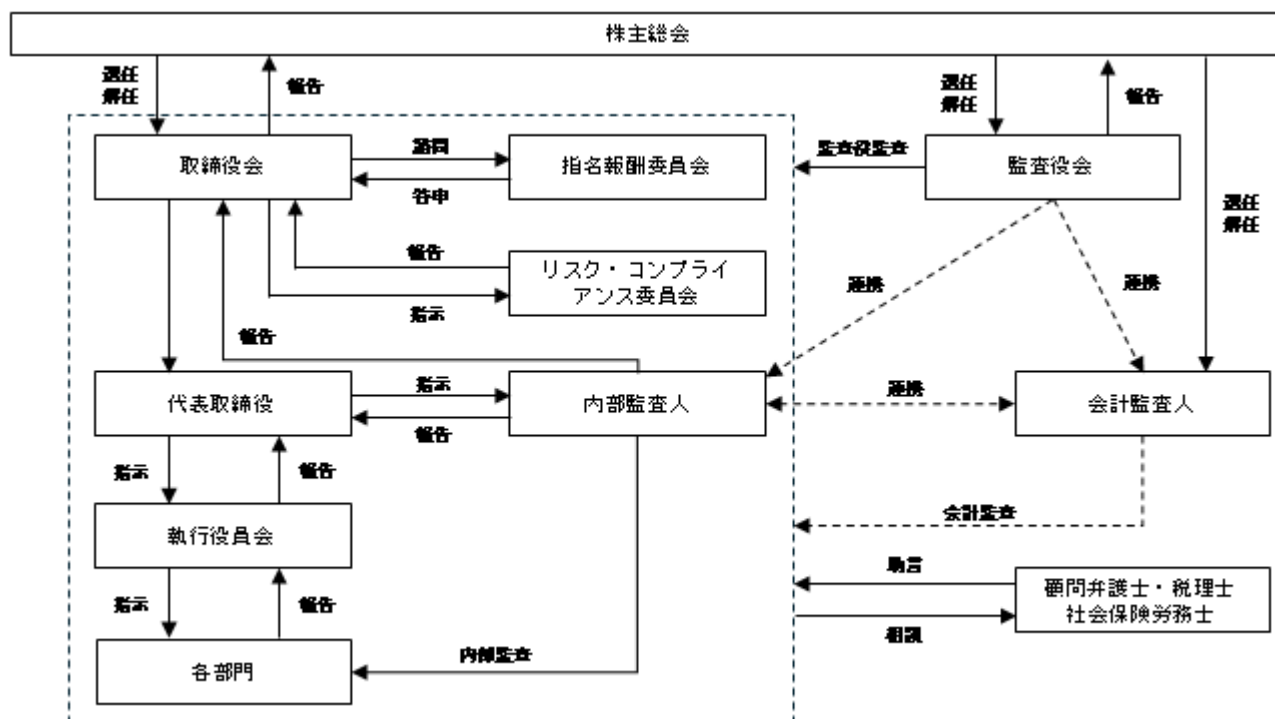 株主総会
選任
解任
報告
選任
解任
報告
取締役会
諮問
答申
指名報酬委員会
監査役監査
監査役会
選任
解任
報告
リスク・コンプライ
アンス委員会
指示
連携
連携
報告
代表取締役
指示
報告
内部監査人
連携
会計監査人
指示
報告
執行役員会
会計監査
指示
報告
助言
顧問弁護士・税理士
社会保険労務士
相談
各部門
内部監査